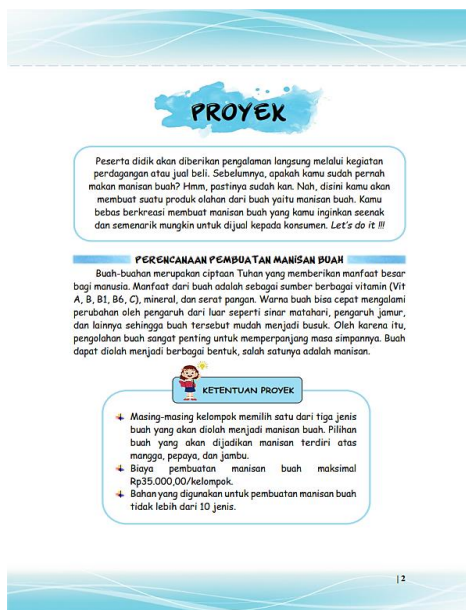 PROYEK
Peserta didik akan diberikan pengalaman langsung melalui kegiatan
perdagangan atau jual beli. Sebelumnya, apakah kamu sudah pernah
makan manisan buah? Hmm, pastinya sudah kan. Nah, disini kamu akan
membuat suatu produk olahan dari buah yaitu manisan buah. Kamu
bebas berkreasi membuat manisan buah yang kamu inginkan seenak
dan semenarik mungkin untuk dijual kepada konsumen. Let's do it !!!
PERENCANAAN PEMBUATAN MANISAN BUAH
Buah-buahan merupakan ciptaan Tuhan yang memberikan manfaat besar
bagi manusia. Manfaat dari buah adalah sebagai sumber berbagai vitamin (Vit
A, B, B1, B6, C), mineral, dan serat pangan. Warna buah bisa cepat mengalami
perubahan oleh pengaruh dari luar seperti sinar matahari, pengaruh jamur,
dan lainnya sehingga buah tersebut mudah menjadi busuk. Oleh karena itu,
pengolahan buah sangat penting untuk memperpanjang masa simpannya. Buah
dapat diolah menjadi berbagai bentuk, salah satunya adalah manisan.
KETENTUAN PROYEK
Masing-masing kelompok memilih satu dari tiga jenis
buah yang akan diolah menjadi manisan buah. Pilihan
buah yang akan dijadikan manisan terdiri atas
mangga, pepaya, dan jambu.
Biaya pembuatan manisan buah maksimal
Rp35.000,00/kelompok.
Bahan yang digunakan untuk pembuatan manisan buah
tidak lebih dari 10 jenis.
| 2